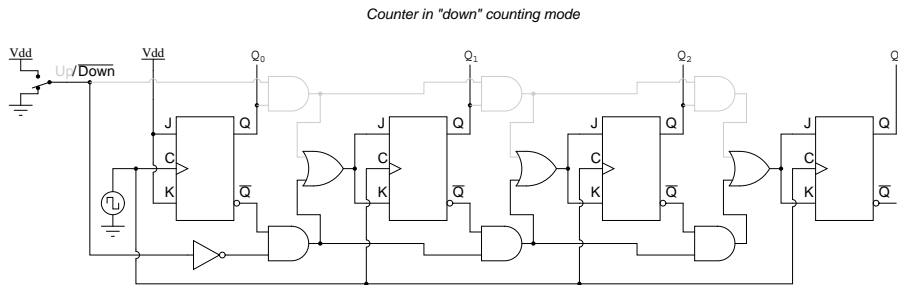 Counter in "down" counting mode
Vdd Vdd Q0 Q1 Q2 Q
Up/Down
J Q J Q J Q J Q
C C C C
K Q K Q K Q K Q